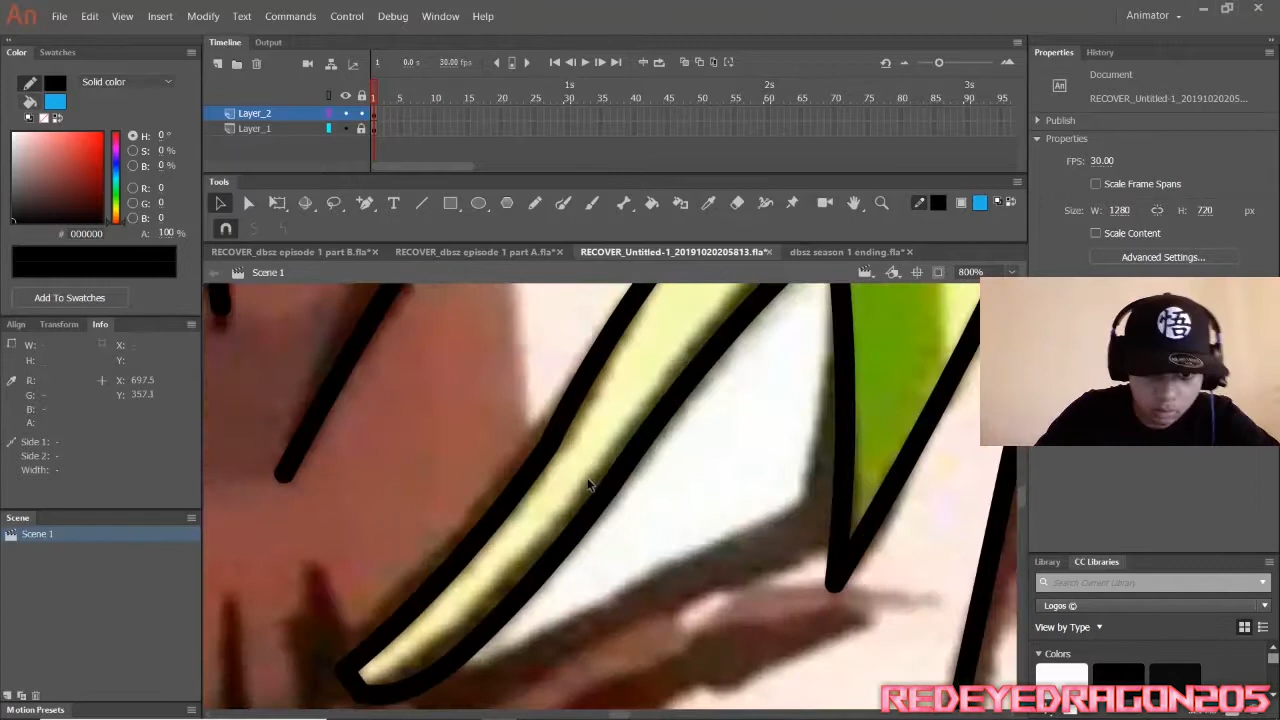 An File Edit View Insert Modify Text Commands Control Debug Window Help Animator
Color Swatches Timeline Output Properties History
Solid color 1 0.0 s 30.00 FPS 1s 2s 3s
1 5 10 15 20 25 30 35 40 45 50 55 60 65 70 75 80 85 90 95
Layer_2
Layer_1
An Document
RECOVER_Untitled-1_20191020205...
Publish
Properties
FPS: 30.00
Scale Frame Spans
Size: W: 1280 H: 720 px
Scale Content
Advanced Settings...
H: 0 °
S: 0 %
B: 0 %
R: 0
G: 0
B: 0
# 000000 A: 100 %
Add To Swatches
Tools
RECOVER_dbsz episode 1 part B.fla* × RECOVER_dbsz episode 1 part A.fla* × RECOVER_Untitled-1_20191020205813.fla* × dbsz season 1 ending.fla* ×
Scene 1 800%
Align Transform Info
W: - X: -
H: - Y: -
R: - X: 697.5
G: - Y: 357.3
B: -
A:
Side 1: -
Side 2: -
Width: -
Scene
Scene 1
Motion Presets
悟
Library CC Libraries
Search Current Library
Logos ©
View by Type
Colors
REDEYEDRAGON205